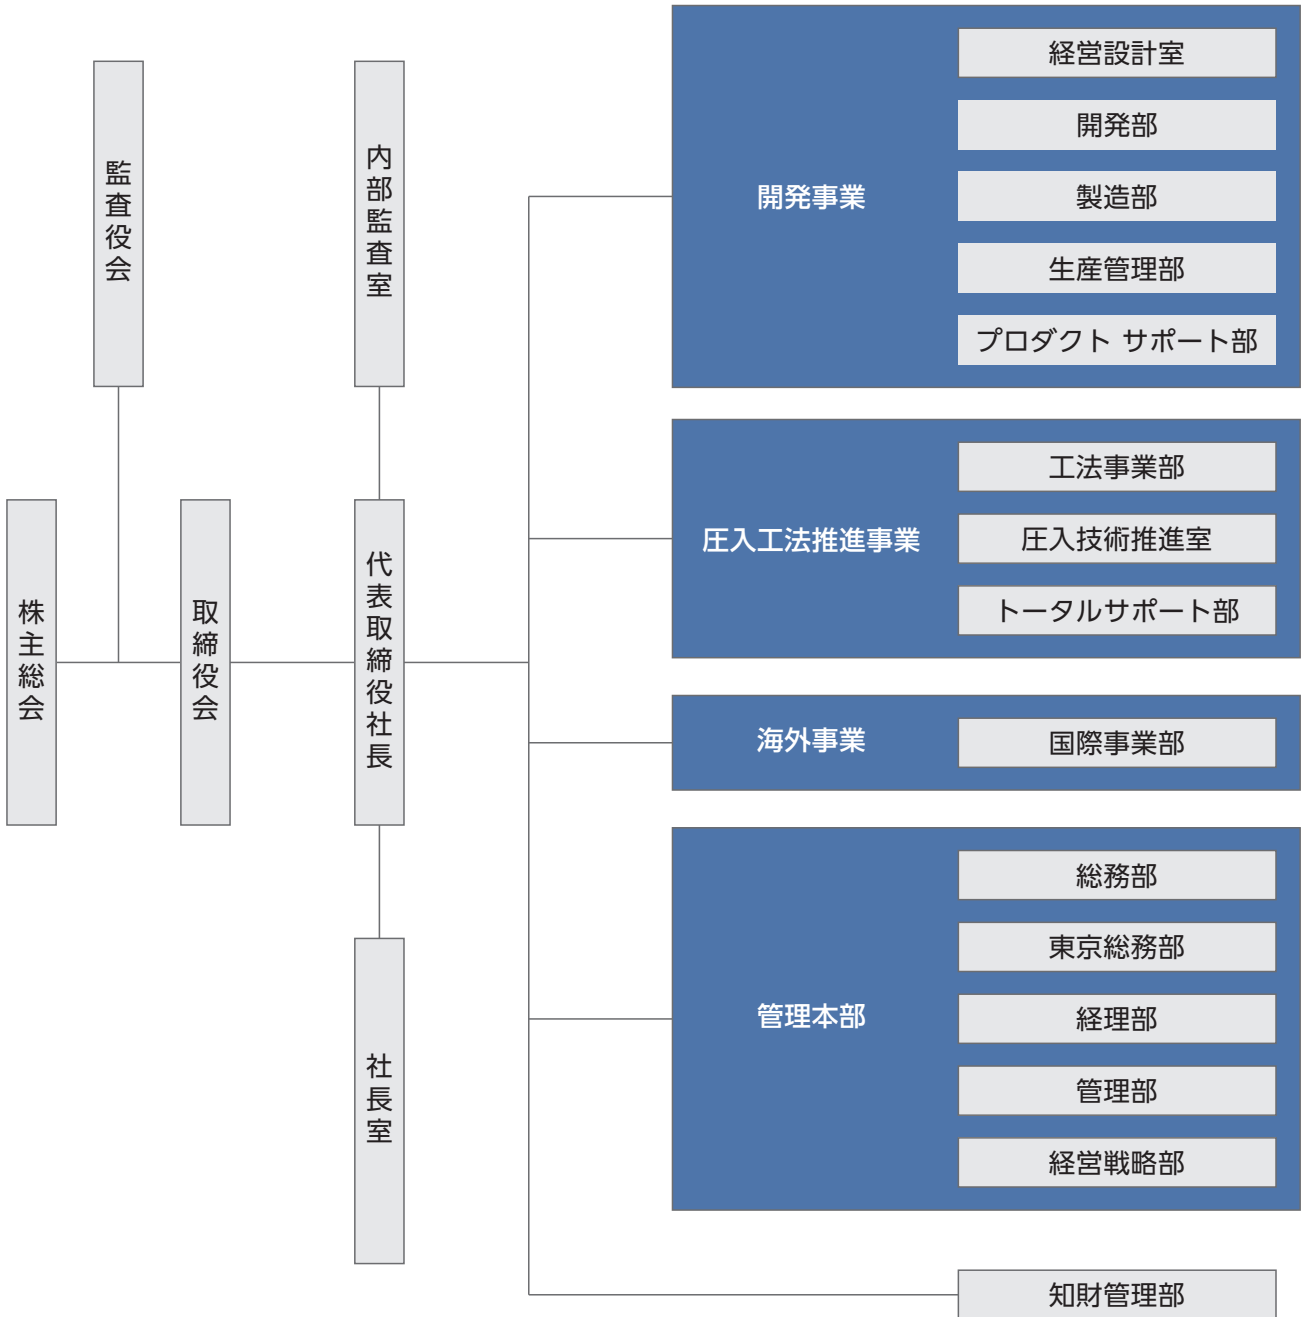 株主総会
監査役会
取締役会
内部監査室
代表取締役社長
社長室
開発事業
経営設計室
開発部
製造部
生産管理部
プロダクト サポート部
圧入工法推進事業
工法事業部
圧入技術推進室
トータルサポート部
海外事業
国際事業部
管理本部
総務部
東京総務部
経理部
管理部
経営戦略部
知財管理部